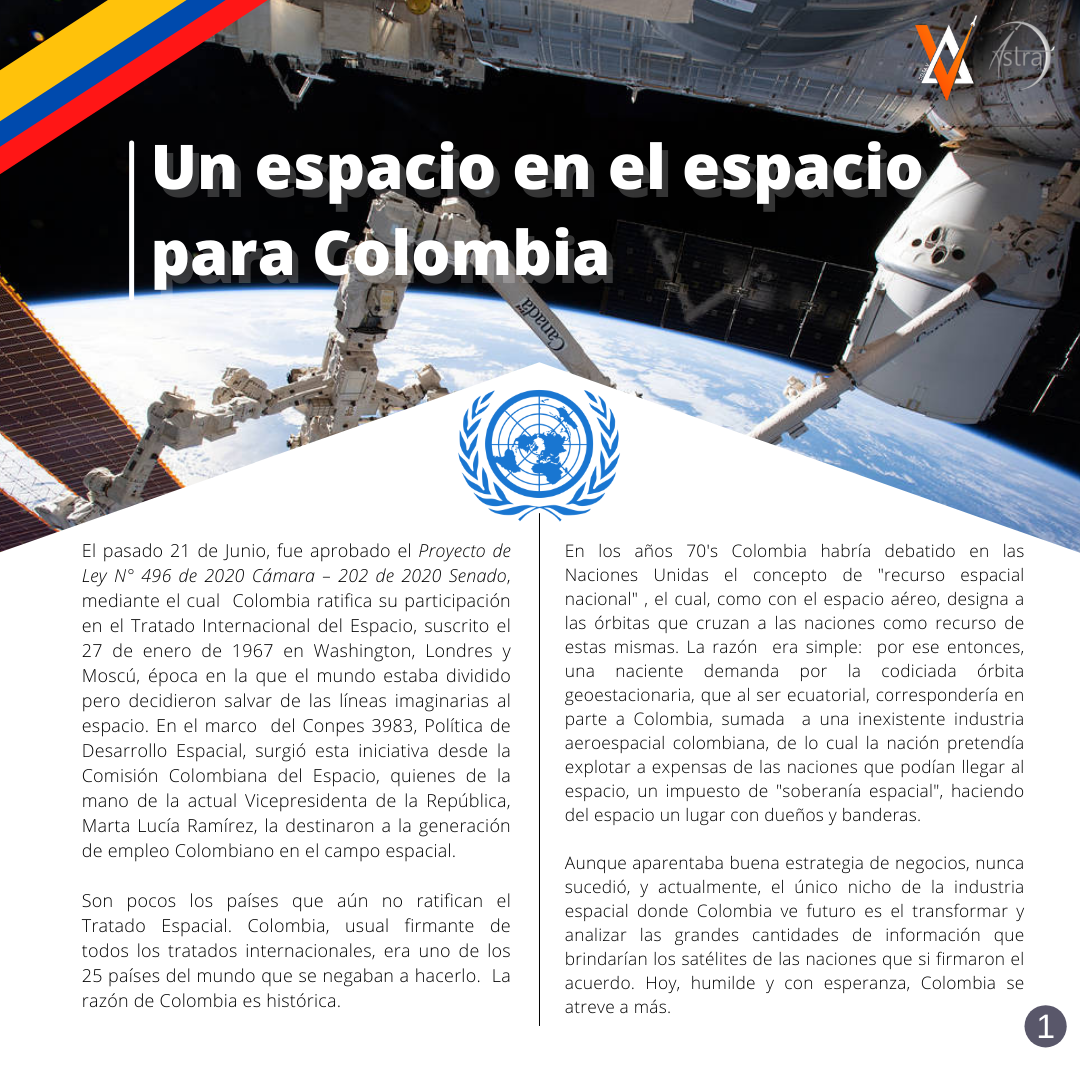 stra
Un espacio en el espacio
para Colombia
Canada
El pasado 21 de Junio, fue aprobado el Proyecto de
Ley N° 496 de 2020 Cámara – 202 de 2020 Senado,
mediante el cual  Colombia ratifica su participación
en el Tratado Internacional del Espacio, suscrito el
27 de enero de 1967 en Washington, Londres y
Moscú, época en la que el mundo estaba dividido
pero decidieron salvar de las líneas imaginarias al
espacio. En el marco  del Conpes 3983, Política de
Desarrollo Espacial, surgió esta iniciativa desde la
Comisión Colombiana del Espacio, quienes de la
mano de la actual Vicepresidenta de la República,
Marta Lucía Ramírez, la destinaron a la generación
de empleo Colombiano en el campo espacial.
Son pocos los países que aún no ratifican el
Tratado Espacial. Colombia, usual firmante de
todos los tratados internacionales, era uno de los
25 países del mundo que se negaban a hacerlo.  La
razón de Colombia es histórica.
En los años 70's Colombia habría debatido en las
Naciones Unidas el concepto de "recurso espacial
nacional" , el cual, como con el espacio aéreo, designa a
las órbitas que cruzan a las naciones como recurso de
estas mismas. La razón  era simple:  por ese entonces,
una naciente demanda por la codiciada órbita
geoestacionaria, que al ser ecuatorial, correspondería en
parte a Colombia, sumada  a una inexistente industria
aeroespacial colombiana, de lo cual la nación pretendía
explotar a expensas de las naciones que podían llegar al
espacio, un impuesto de "soberanía espacial", haciendo
del espacio un lugar con dueños y banderas.
Aunque aparentaba buena estrategia de negocios, nunca
sucedió, y actualmente, el único nicho de la industria
espacial donde Colombia ve futuro es el transformar y
analizar las grandes cantidades de información que
brindarían los satélites de las naciones que si firmaron el
acuerdo. Hoy, humilde y con esperanza, Colombia se
atreve a más.
1